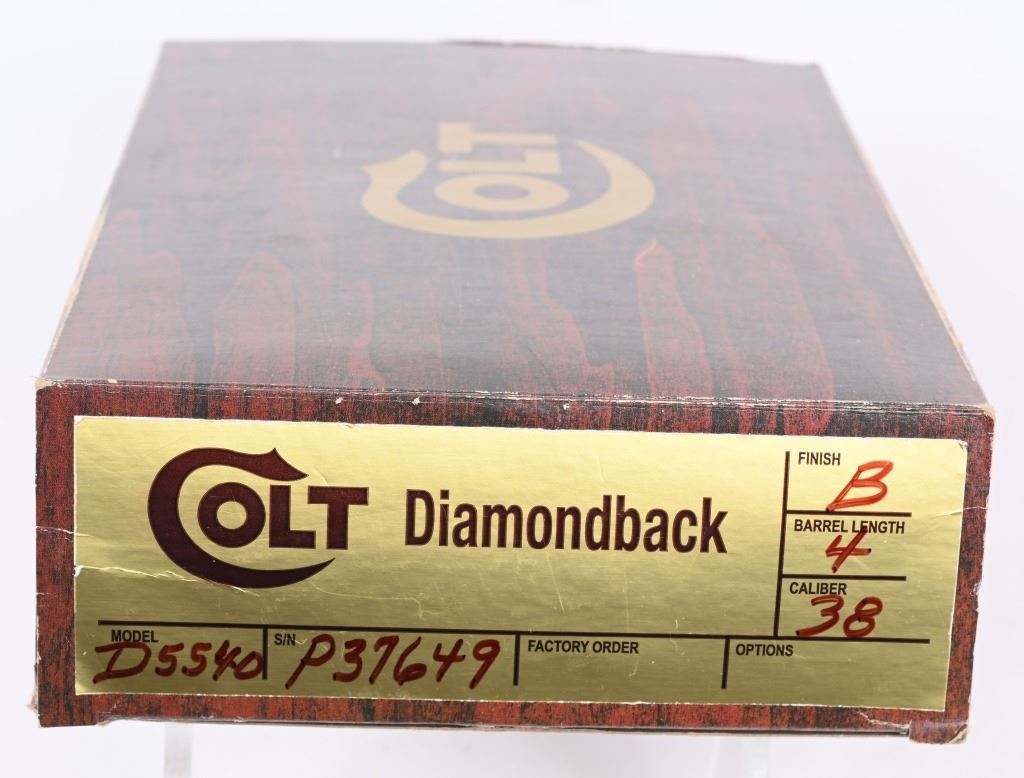 COLT
COLT Diamondback
FINISH B
BARREL LENGTH
4
CALIBER
38
MODEL D5540 S/N P37649 FACTORY ORDER OPTIONS